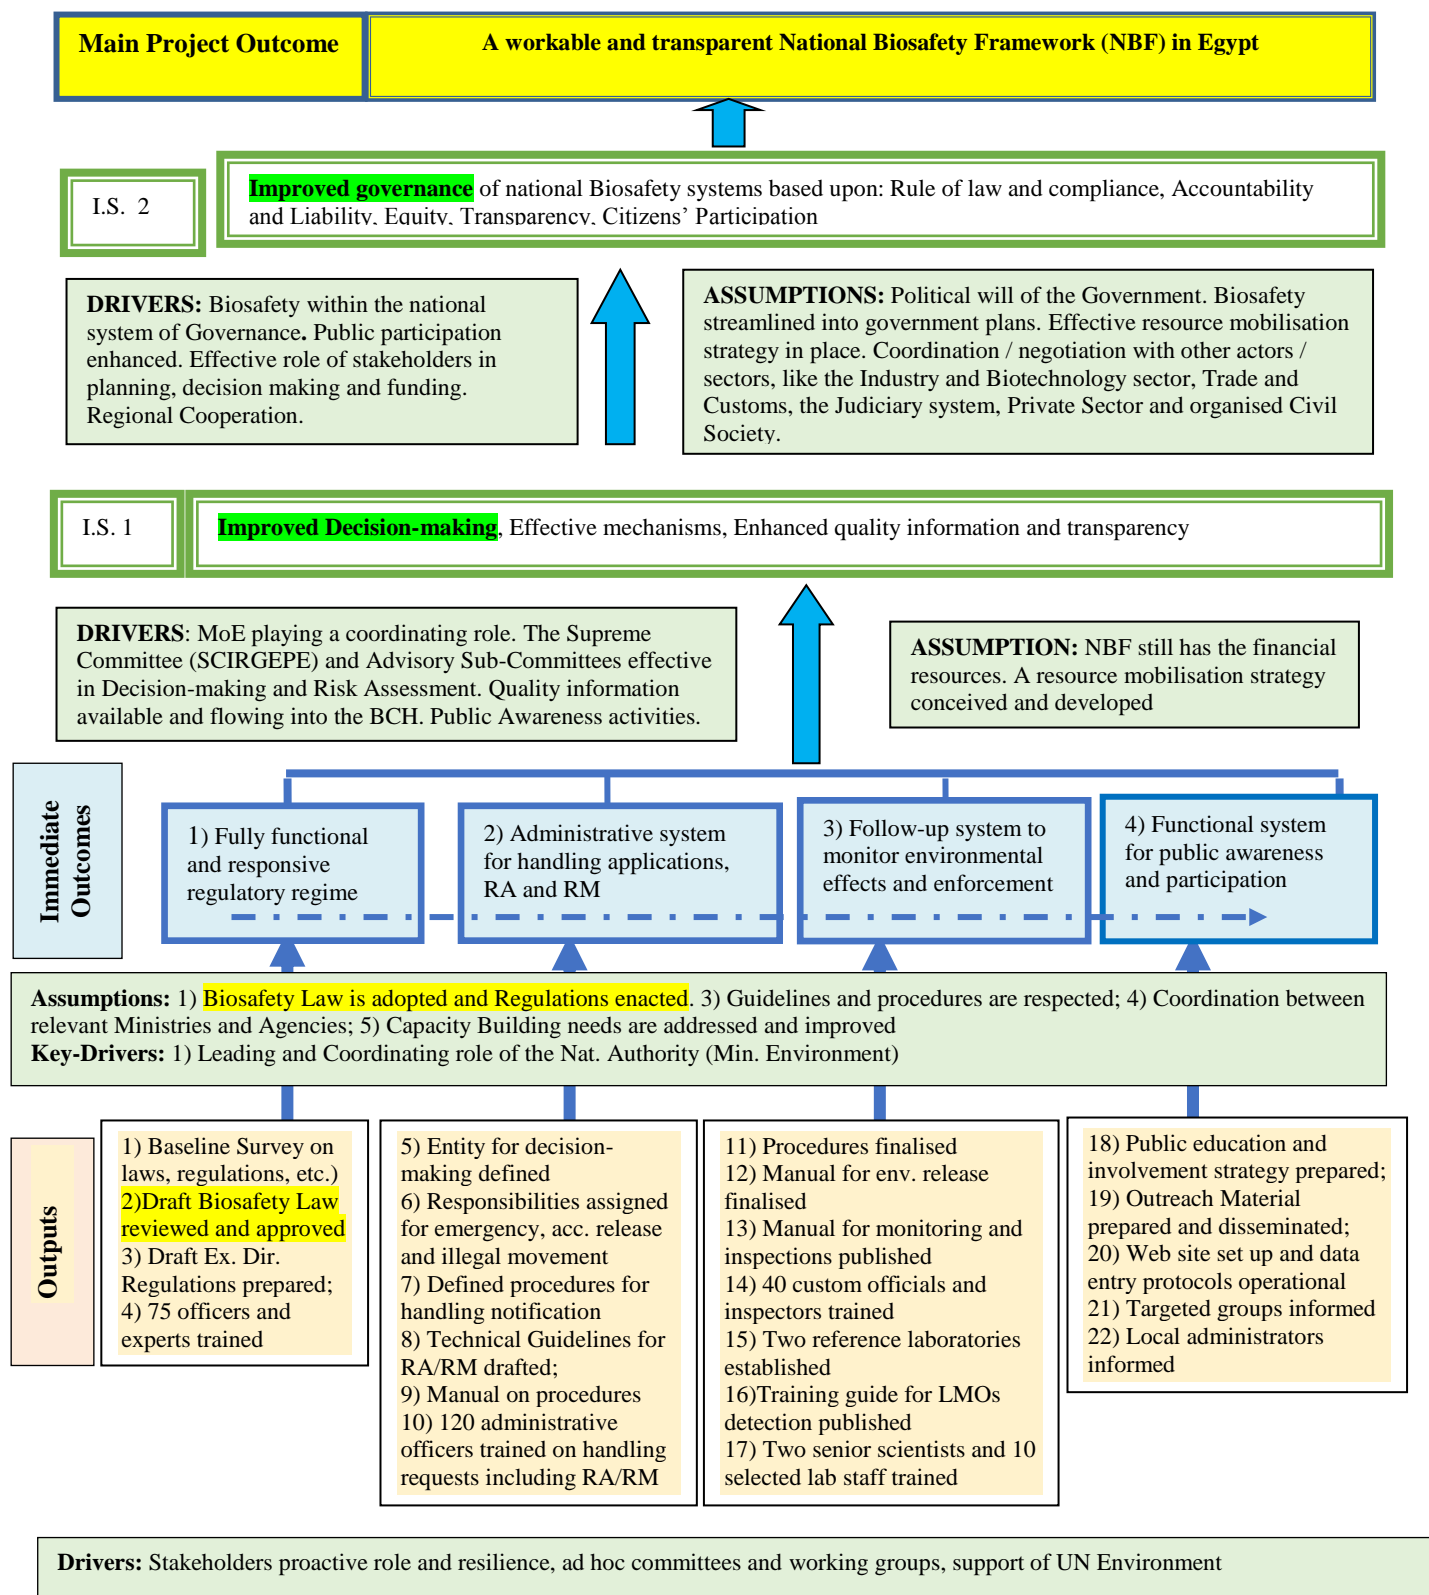 Main Project Outcome
A workable and transparent National Biosafety Framework (NBF) in Egypt
I.S. 2
Improved governance of national Biosafety systems based upon: Rule of law and compliance, Accountability
and Liability, Equity, Transparency, Citizens’ Participation
DRIVERS: Biosafety within the national
system of Governance. Public participation
enhanced. Effective role of stakeholders in
planning, decision making and funding.
Regional Cooperation.
ASSUMPTIONS: Political will of the Government. Biosafety
streamlined into government plans. Effective resource mobilisation
strategy in place. Coordination / negotiation with other actors /
sectors, like the Industry and Biotechnology sector, Trade and
Customs, the Judiciary system, Private Sector and organised Civil
Society.
I.S. 1
Improved Decision-making, Effective mechanisms, Enhanced quality information and transparency
DRIVERS: MoE playing a coordinating role. The Supreme
Committee (SCIRGEPE) and Advisory Sub-Committees effective
in Decision-making and Risk Assessment. Quality information
available and flowing into the BCH. Public Awareness activities.
ASSUMPTION: NBF still has the financial
resources. A resource mobilisation strategy
conceived and developed
Immediate
Outcomes
1) Fully functional
and responsive
regulatory regime
2) Administrative system
for handling applications,
RA and RM
3) Follow-up system to
monitor environmental
effects and enforcement
4) Functional system
for public awareness
and participation
Assumptions: 1) Biosafety Law is adopted and Regulations enacted. 3) Guidelines and procedures are respected; 4) Coordination between
relevant Ministries and Agencies; 5) Capacity Building needs are addressed and improved
Key-Drivers: 1) Leading and Coordinating role of the Nat. Authority (Min. Environment)
Outputs
1) Baseline Survey on
laws, regulations, etc.)
2)Draft Biosafety Law
reviewed and approved
3) Draft Ex. Dir.
Regulations prepared;
4) 75 officers and
experts trained
5) Entity for decision-
making defined
6) Responsibilities assigned
for emergency, acc. release
and illegal movement
7) Defined procedures for
handling notification
8) Technical Guidelines for
RA/RM drafted;
9) Manual on procedures
10) 120 administrative
officers trained on handling
requests including RA/RM
11) Procedures finalised
12) Manual for env. release
finalised
13) Manual for monitoring and
inspections published
14) 40 custom officials and
inspectors trained
15) Two reference laboratories
established
16)Training guide for LMOs
detection published
17) Two senior scientists and 10
selected lab staff trained
18) Public education and
involvement strategy prepared;
19) Outreach Material
prepared and disseminated;
20) Web site set up and data
entry protocols operational
21) Targeted groups informed
22) Local administrators
informed
Drivers: Stakeholders proactive role and resilience, ad hoc committees and working groups, support of UN Environment